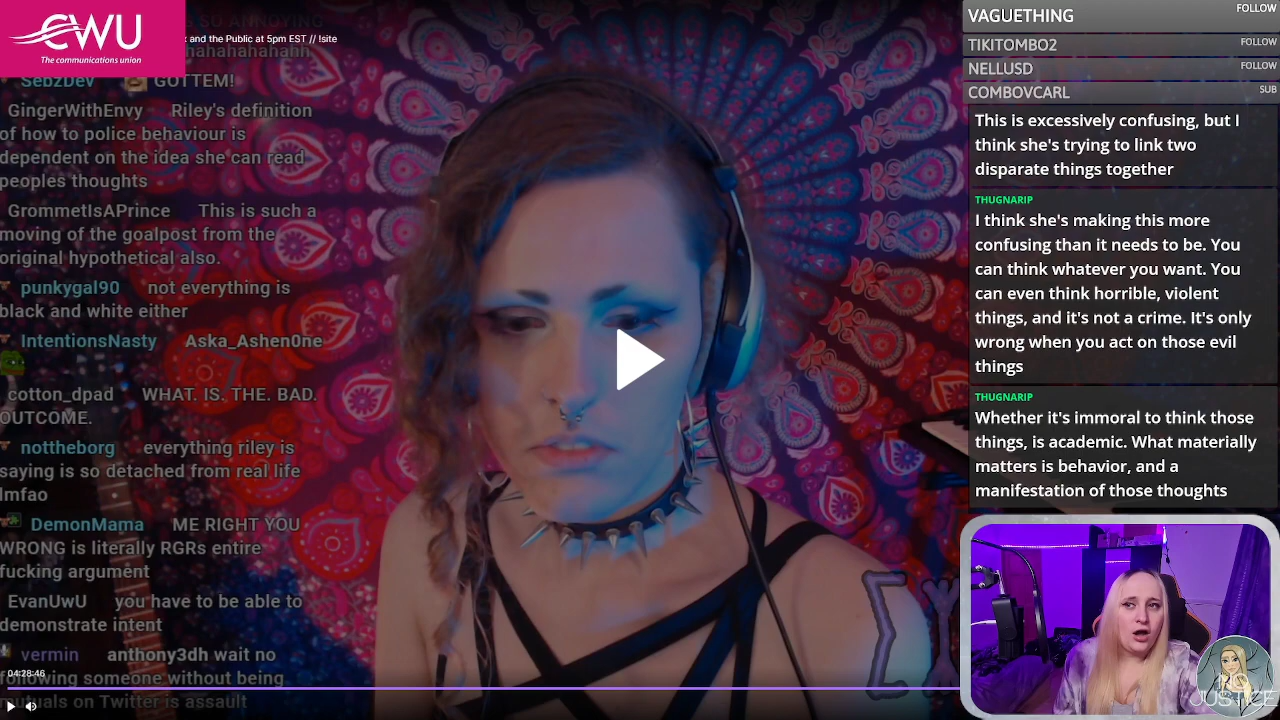 G SO ANNOYING
CWU
The communications union
and the Public at 5pm EST // !site
hahahahahahh
SebzDev GOTTEM!
GingerWithEnvy Riley's definition
of how to police behaviour is
dependent on the idea she can read
peoples thoughts
GrommetIsAPrince This is such a
moving of the goalpost from the
original hypothetical also.
punkygal90 not everything is
black and white either
IntentionsNasty Aska_Ashen0ne
cotton_dpad WHAT. IS. THE. BAD.
OUTCOME.
nottheborg everything riley is
saying is so detached from real life
lmfao
DemonMama ME RIGHT YOU
WRONG is literally RGRs entire
fucking argument
EvanUwU you have to be able to
demonstrate intent
vermin anthony3dh wait no
following someone without being
mutuals on Twitter is assault
04:28:46
VAGUETHING FOLLOW
TIKITOMBO2 FOLLOW
NELLUSD FOLLOW
COMBOVCARL SUB
This is excessively confusing, but I
think she's trying to link two
disparate things together
THUGNARIP
I think she's making this more
confusing than it needs to be. You
can think whatever you want. You
can even think horrible, violent
things, and it's not a crime. It's only
wrong when you act on those evil
things
THUGNARIP
Whether it's immoral to think those
things, is academic. What materially
matters is behavior, and a
manifestation of those thoughts
JUSTICE